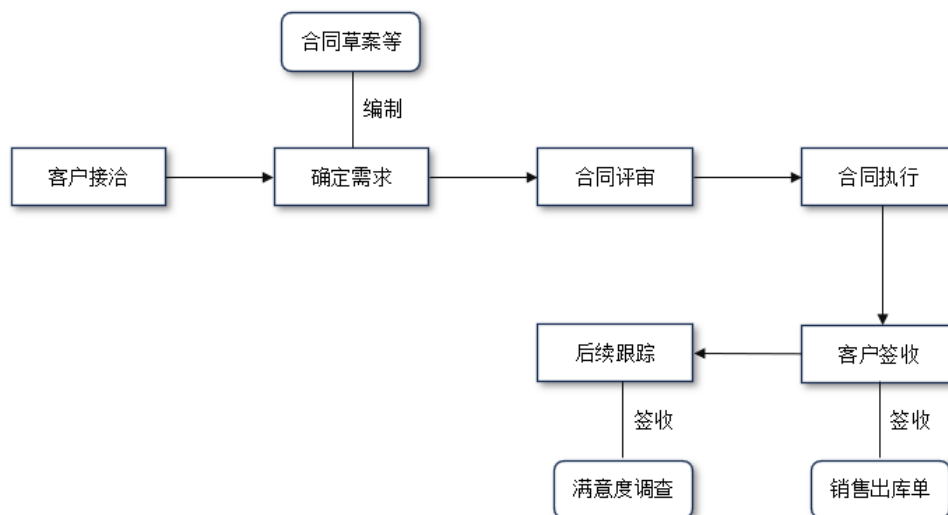 合同草案等
编制
客户接洽
确定需求
合同评审
合同执行
后续跟踪
客户签收
签收
签收
满意度调查
销售出库单